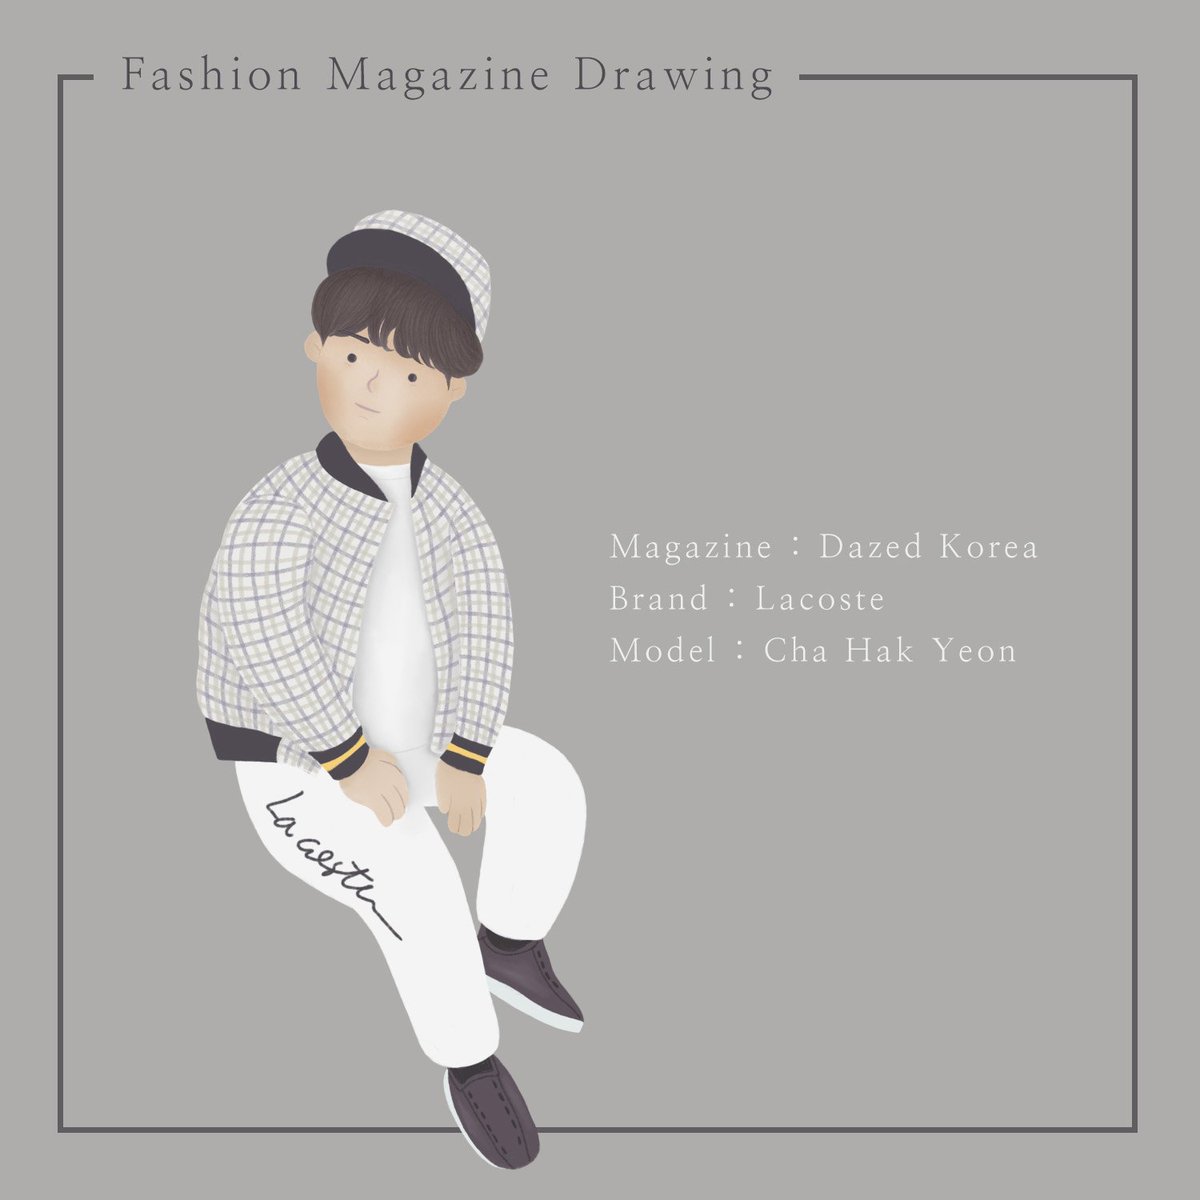 Fashion Magazine Drawing
Magazine : Dazed Korea
Brand : Lacoste
Model : Cha Hak Yeon
Lacoste